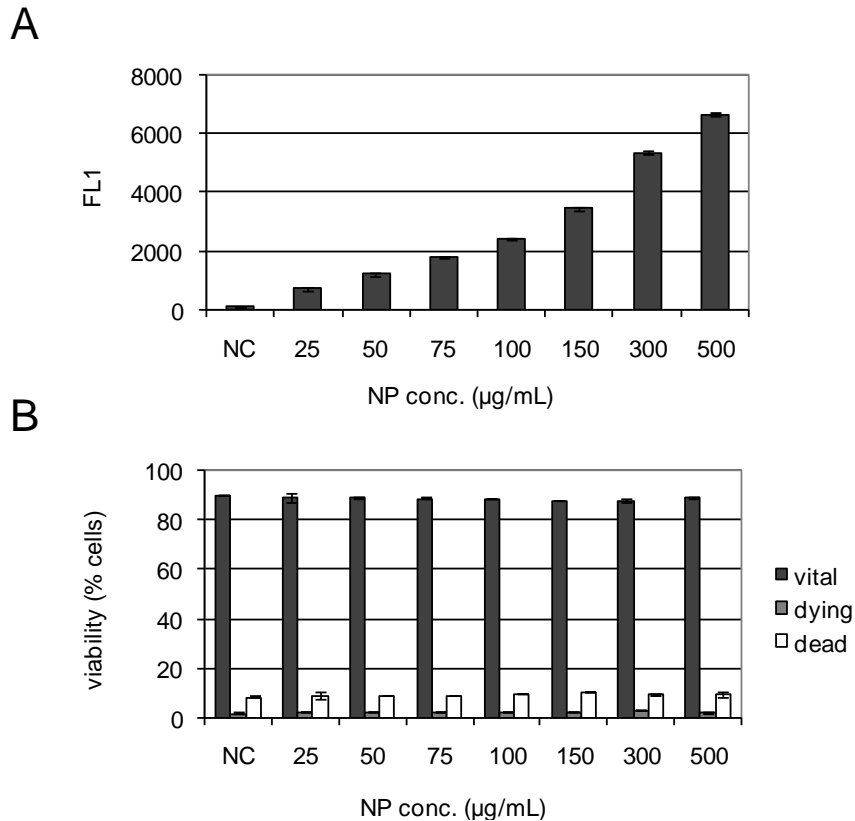 A
8000
6000
4000
2000
0
FL1
NC 25 50 75 100 150 300 500
NP conc. (µg/mL)
B
100
80
60
40
20
0
viability (% cells)
vital
dying
dead
NC 25 50 75 100 150 300 500
NP conc. (µg/mL)